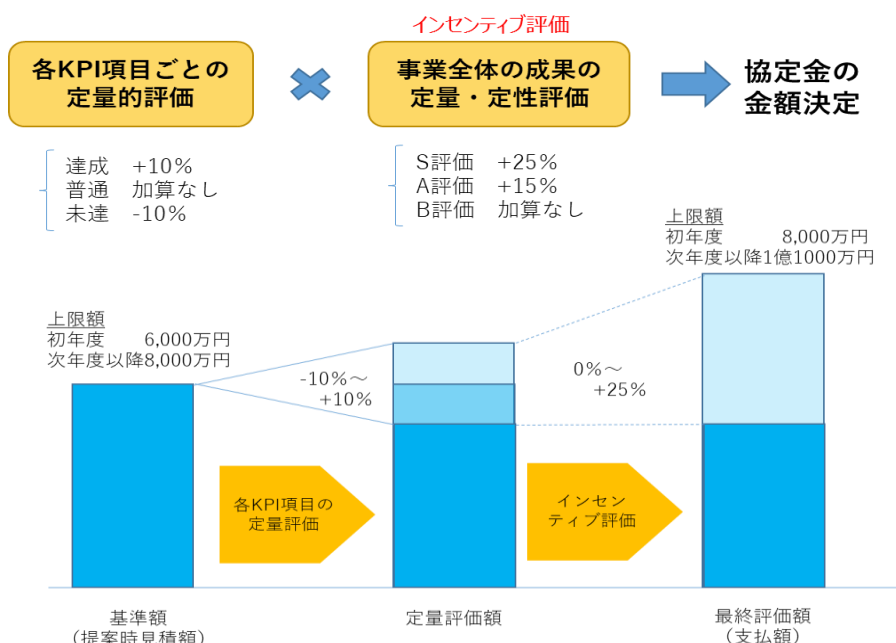 インセンティブ評価
各KPI項目ごとの
定量的評価
事業全体の成果の
定量・定性評価
協定金の
金額決定
達成 +10%
普通 加算なし
未達 -10%
S評価 +25%
A評価 +15%
B評価 加算なし
上限額
初年度 8,000万円
次年度以降1億1000万円
上限額
初年度 6,000万円
次年度以降8,000万円
-10%～
+10%
0%～
+25%
各KPI項目の
定量評価
インセン
ティブ評価
基準額
（提案時見積額）
定量評価額
最終評価額
（支払額）